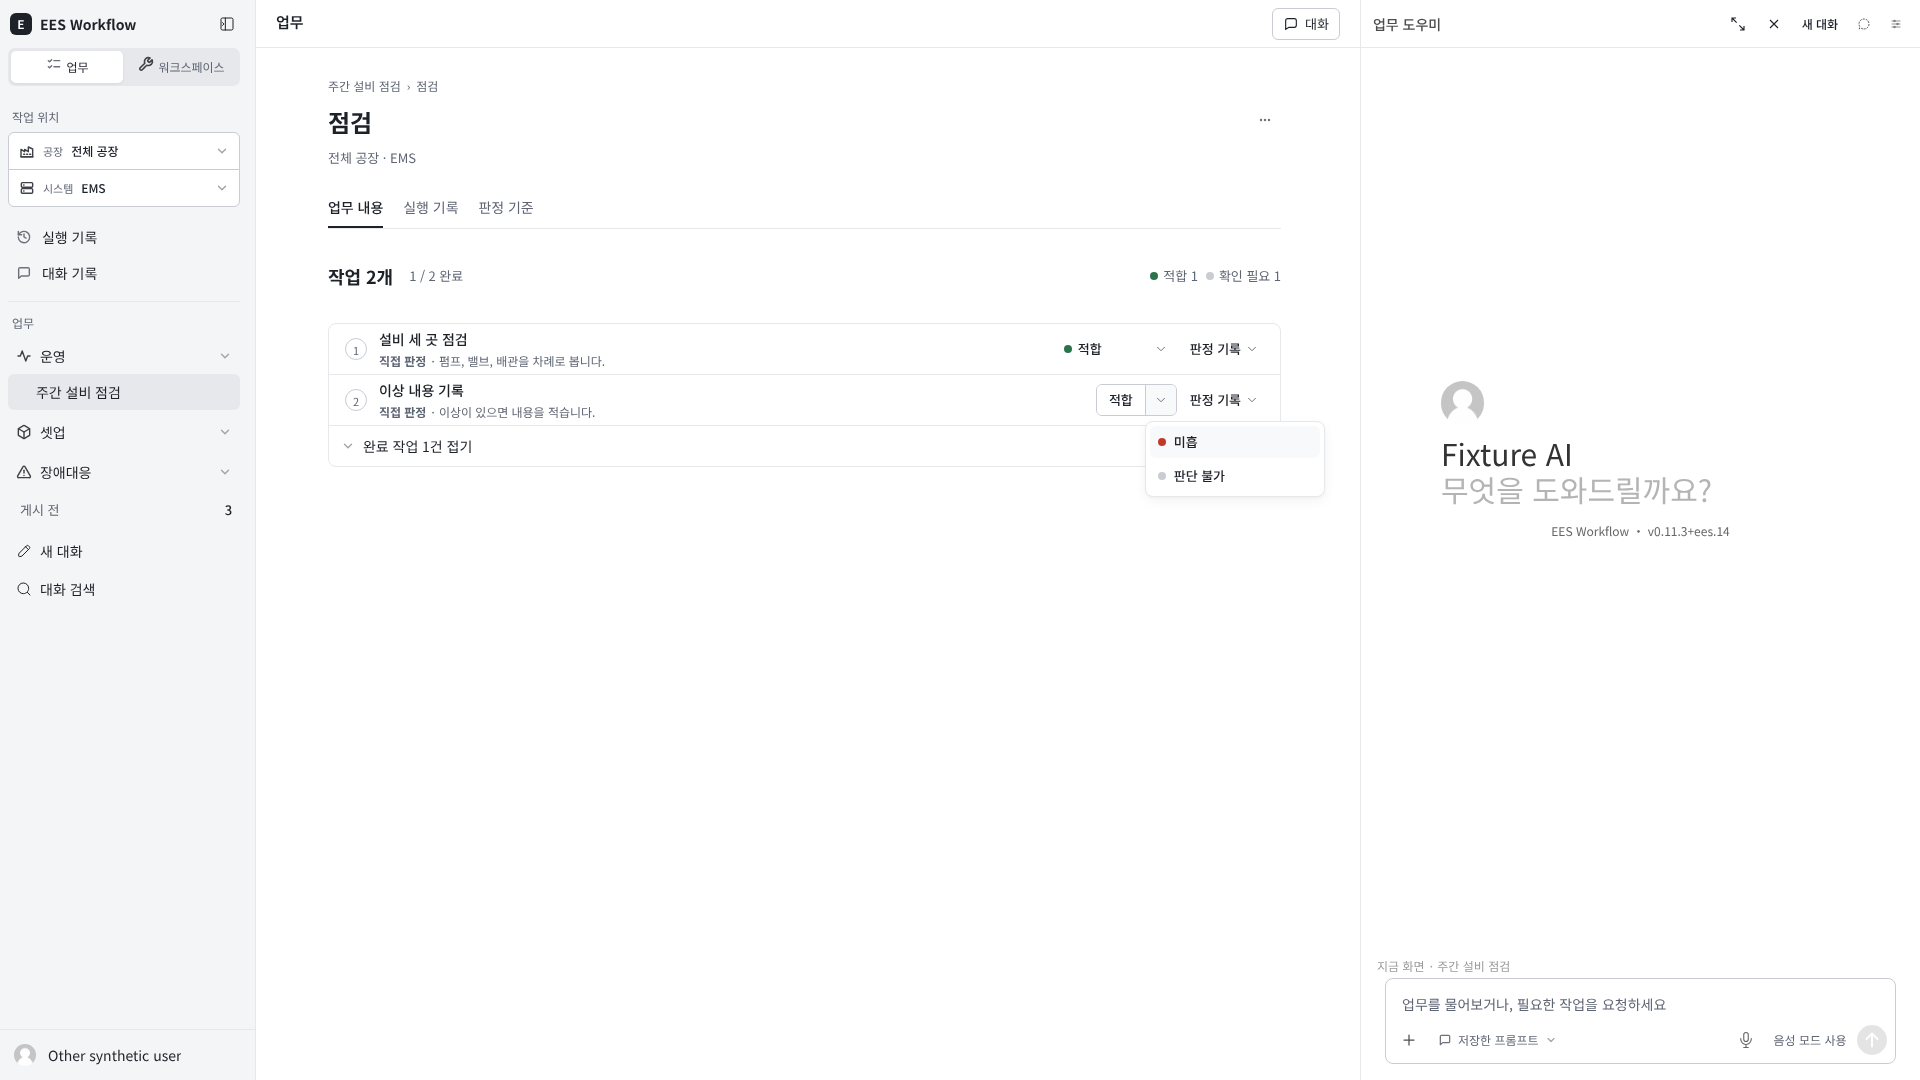 E EES Workflow
업무
워크스페이스
작업 위치
공장 전체 공장
시스템 EMS
실행 기록
대화 기록
업무
운영
주간 설비 점검
셋업
장애대응
게시 전 3
새 대화
대화 검색
Other synthetic user
업무
대화
주간 설비 점검 › 점검
점검
...
전체 공장 · EMS
업무 내용
실행 기록
판정 기준
작업 2개 1 / 2 완료
적합 1 확인 필요 1
1 설비 세 곳 점검
직접 판정 · 펌프, 밸브, 배관을 차례로 봅니다.
적합
판정 기록
2 이상 내용 기록
직접 판정 · 이상이 있으면 내용을 적습니다.
적합
판정 기록
완료 작업 1건 접기
미흡
판단 불가
업무 도우미
새 대화
Fixture AI
무엇을 도와드릴까요?
EES Workflow • v0.11.3+ees.14
지금 화면 · 주간 설비 점검
업무를 물어보거나, 필요한 작업을 요청하세요
저장한 프롬프트
음성 모드 사용